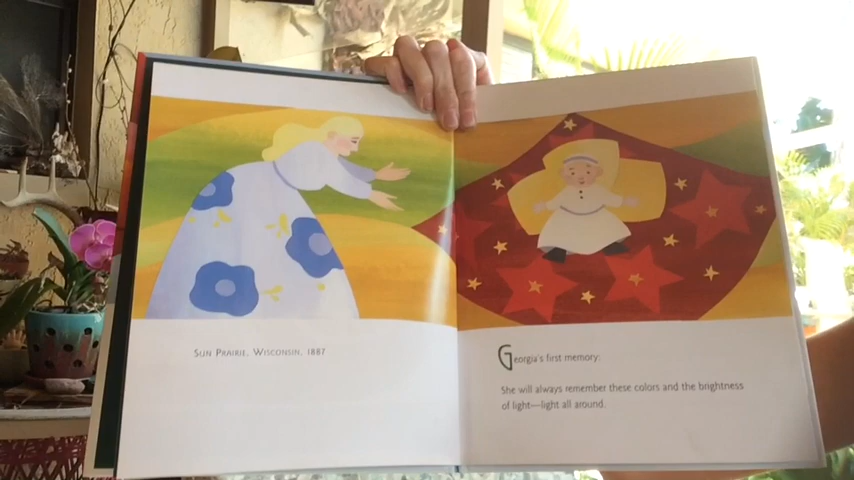 Sun Prairie, Wisconsin, 1887
Georgia's first memory:
She will always remember these colors and the brightness
of light—light all around.